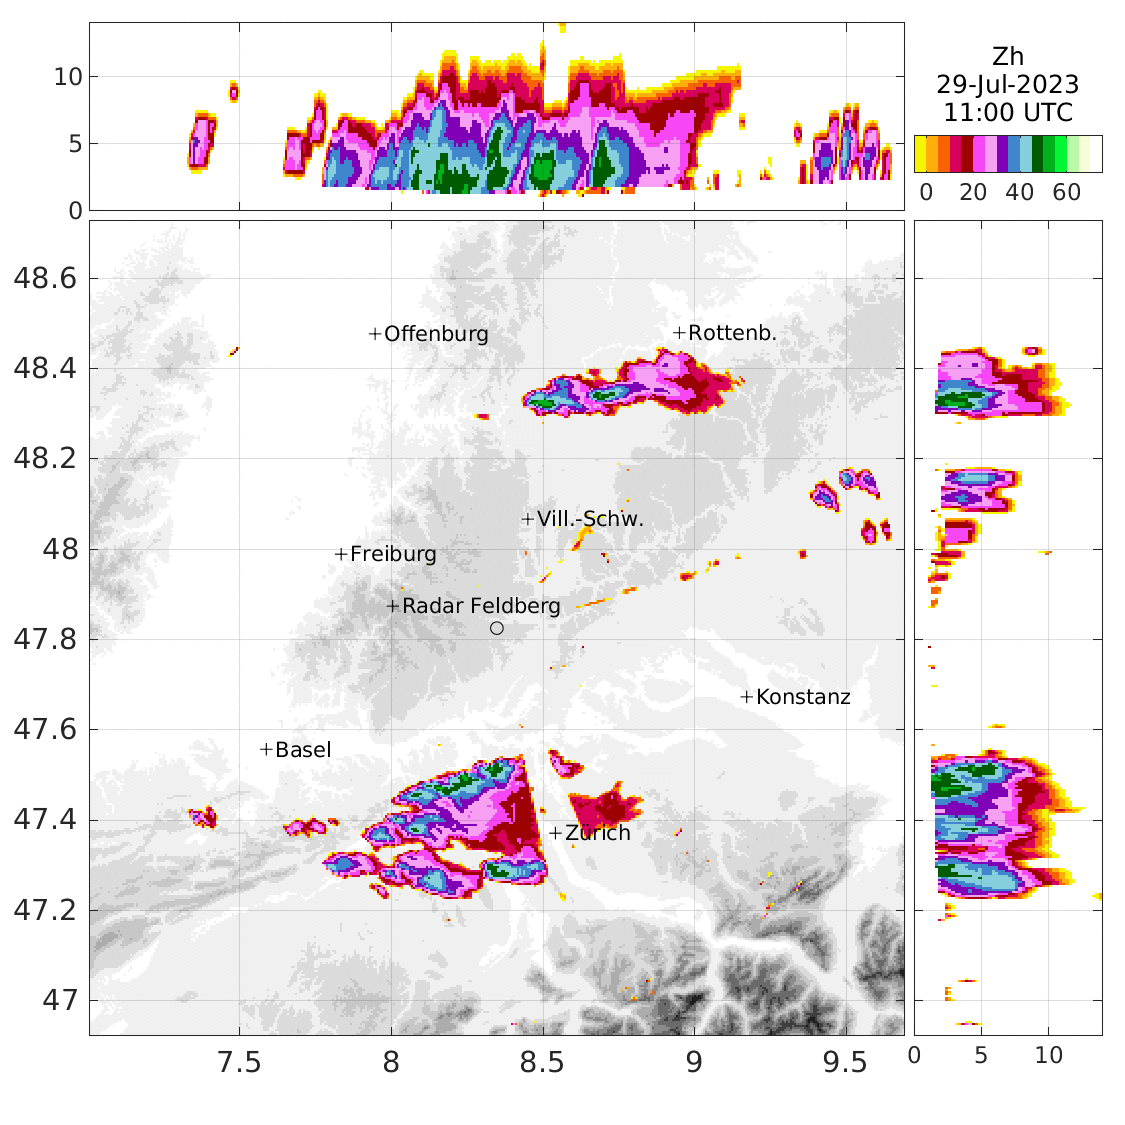 10
5
0
Zh
29-Jul-2023
11:00 UTC
0 20 40 60
48.6
48.4
48.2
48
47.8
47.6
47.4
47.2
47
+Offenburg
+Rottenb.
+Vill.-Schw.
+Freiburg
+Radar Feldberg
+Konstanz
+Basel
+Zürich
7.5 8 8.5 9 9.5
0 5 10